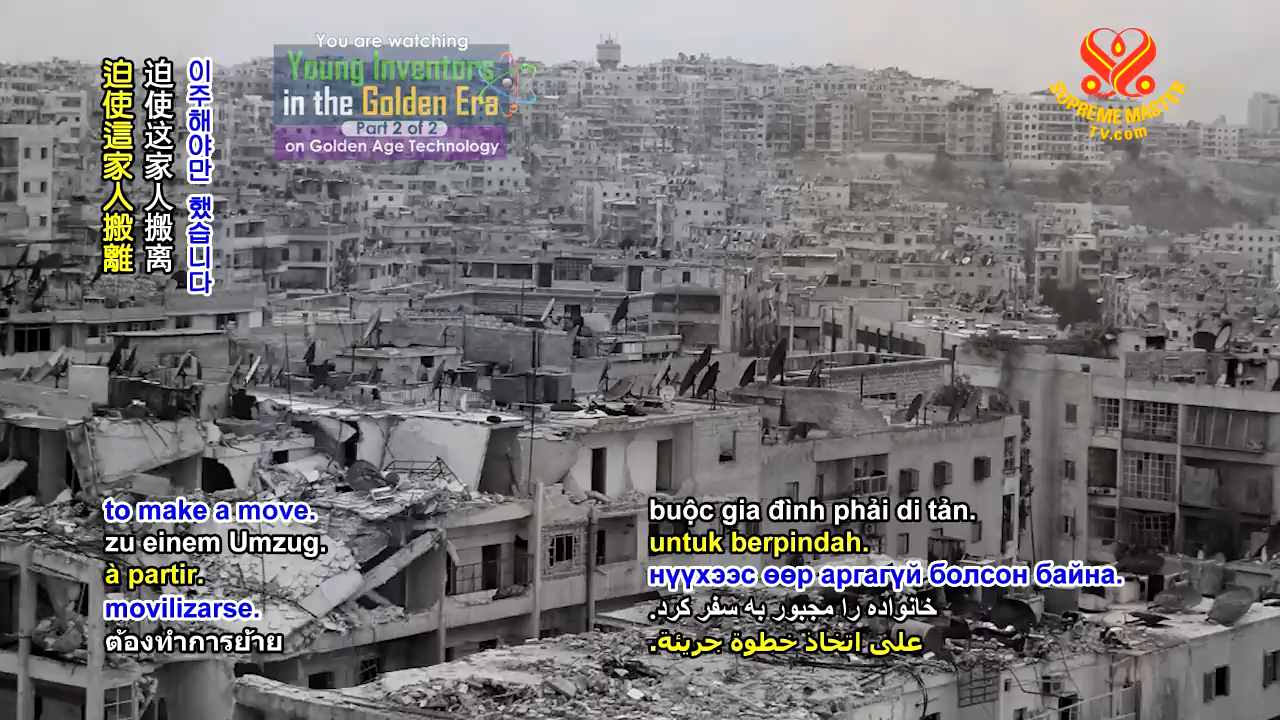 You are watching
Young Inventors
in the Golden Era
Part 2 of 2
on Golden Age Technology
SUPREME MASTER
TV.com
迫使這家人搬離
迫使这家人搬离
이주해야만 했습니다
to make a move.
zu einem Umzug.
à partir.
movilizarse.
ต้องทำการย้าย
buộc gia đình phải di tản.
untuk berpindah.
нүүхээс өөр аргагүй болсон байна.
خانواده را مجبور به سفر کرد.
على اتخاذ خطوة جريئة.